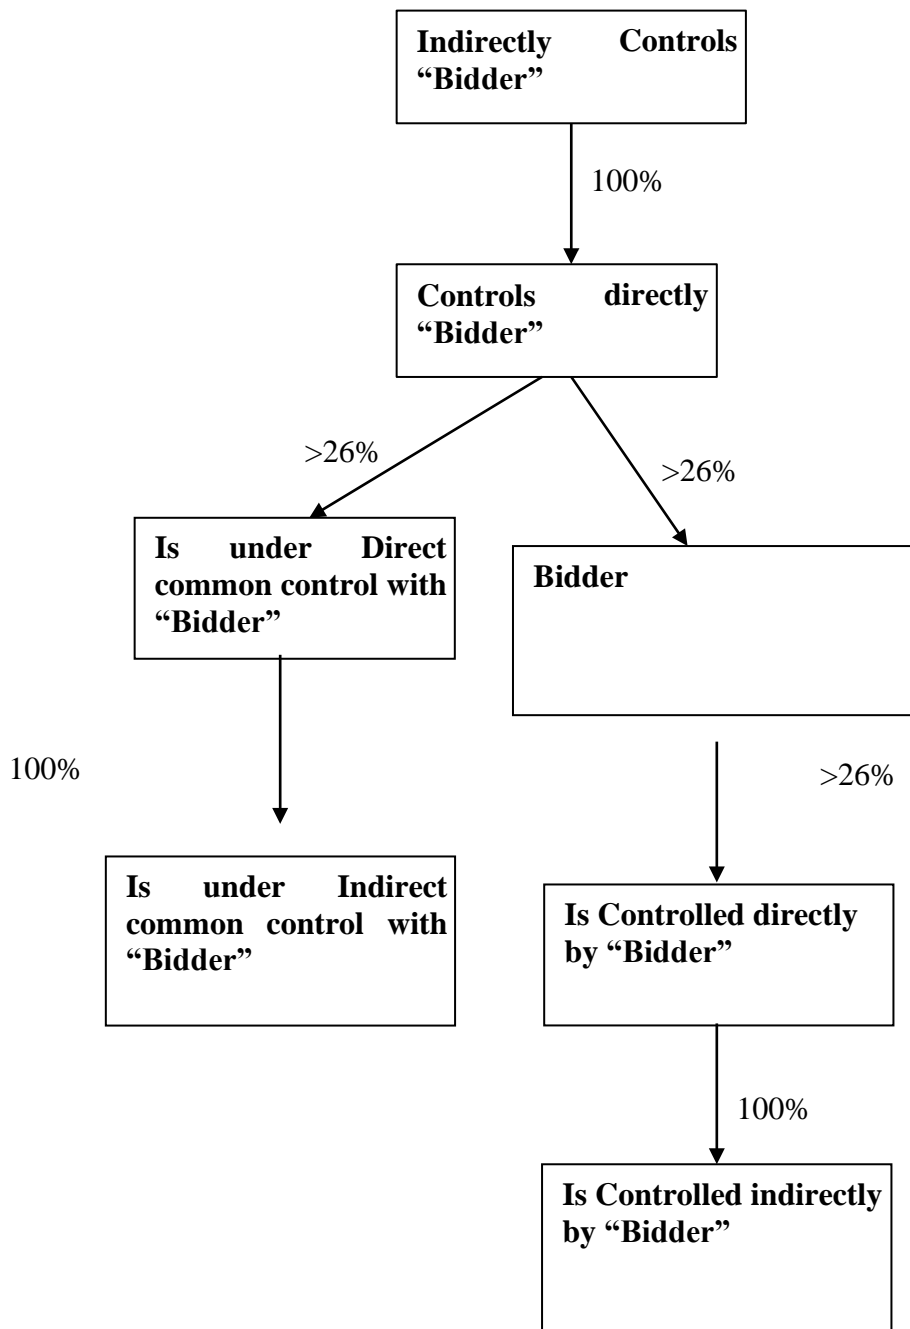 Indirectly Controls
“Bidder”
100%
Controls directly
“Bidder”
>26%
>26%
Is under Direct
common control with
“Bidder”
Bidder
100%
>26%
Is under Indirect
common control with
“Bidder”
Is Controlled directly
by “Bidder”
100%
Is Controlled indirectly
by “Bidder”